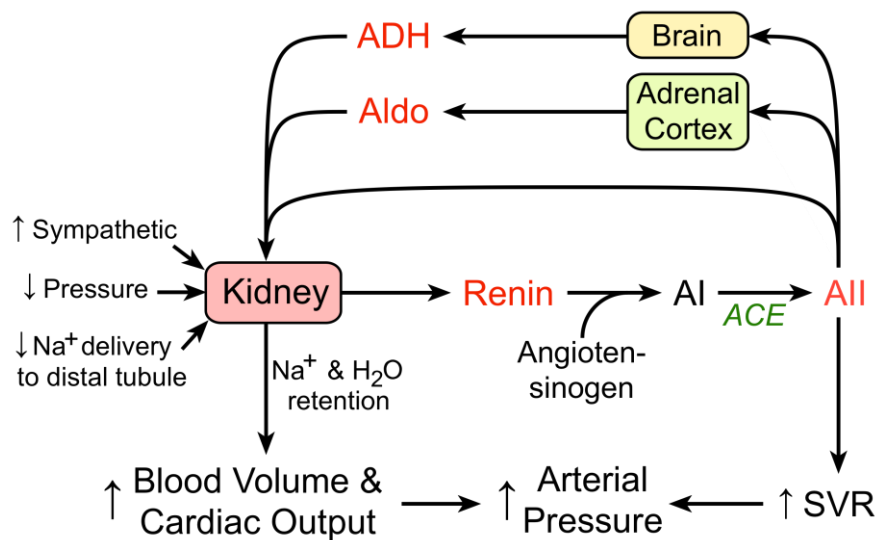 ADH
Brain
Aldo
Adrenal
Cortex
↑ Sympathetic
↓ Pressure
↓ Na⁺ delivery
to distal tubule
Kidney
Renin
AI
ACE
AII
Angioten-
sinogen
Na⁺ & H₂O
retention
↑ Blood Volume &
Cardiac Output
↑ Arterial
Pressure
↑ SVR